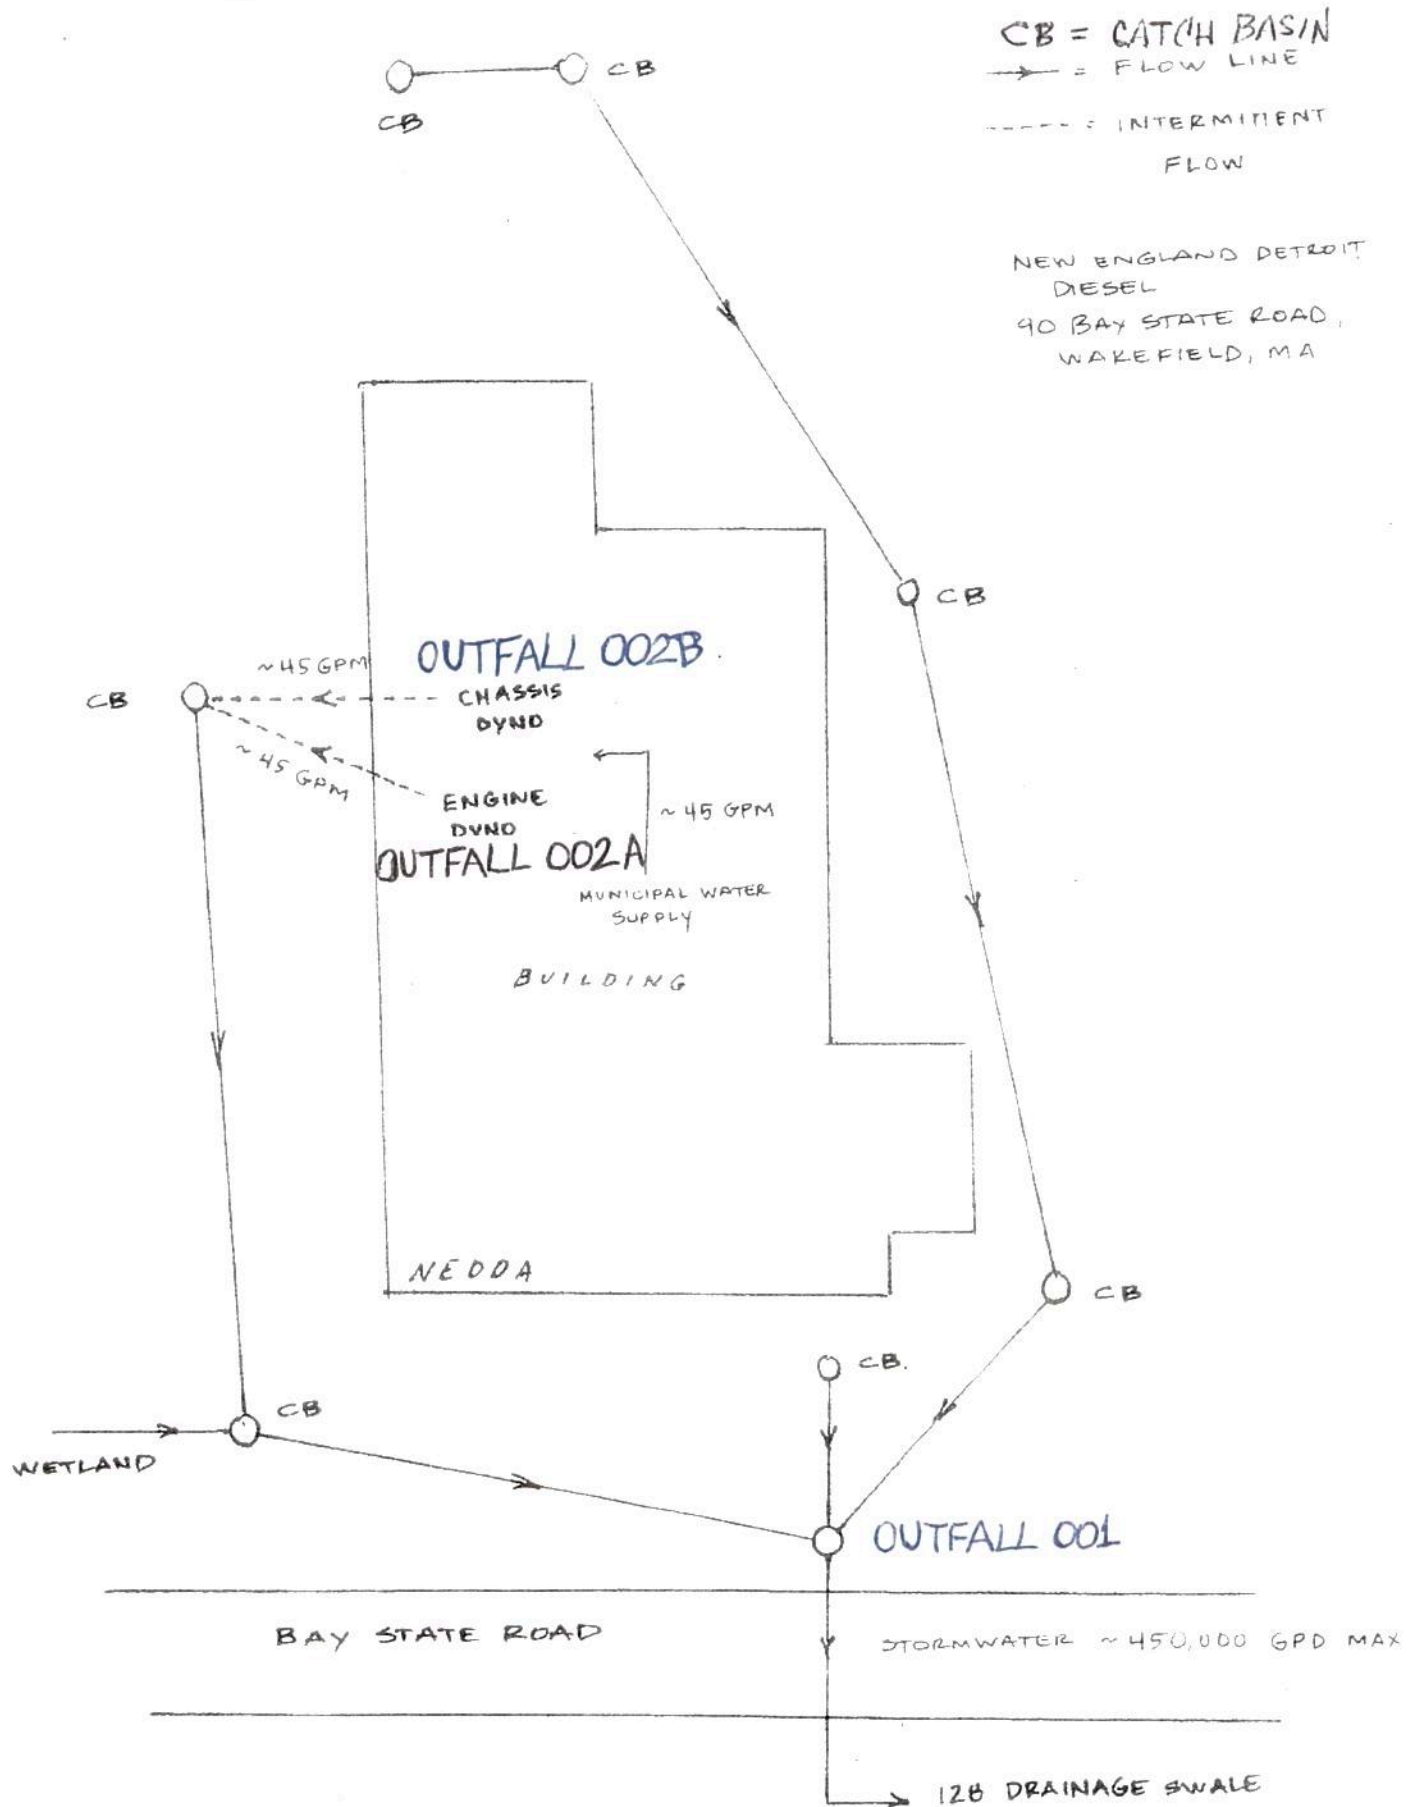 CB = CATCH BASIN
= FLOW LINE
= INTERMITTENT
FLOW
NEW ENGLAND DETROIT
DIESEL
90 BAY STATE ROAD,
WAKEFIELD, MA
CB
CB
CB
OUTFALL 002B
~45 GPM
CB
CHASSIS
DYNO
~45 GPM
ENGINE
DYNO
~45 GPM
OUTFALL 002A
MUNICIPAL WATER
SUPPLY
BUILDING
NEDDA
CB
CB.
CB
WETLAND
OUTFALL 001
BAY STATE ROAD
STORMWATER ~450,000 GPD MAX
128 DRAINAGE SWALE